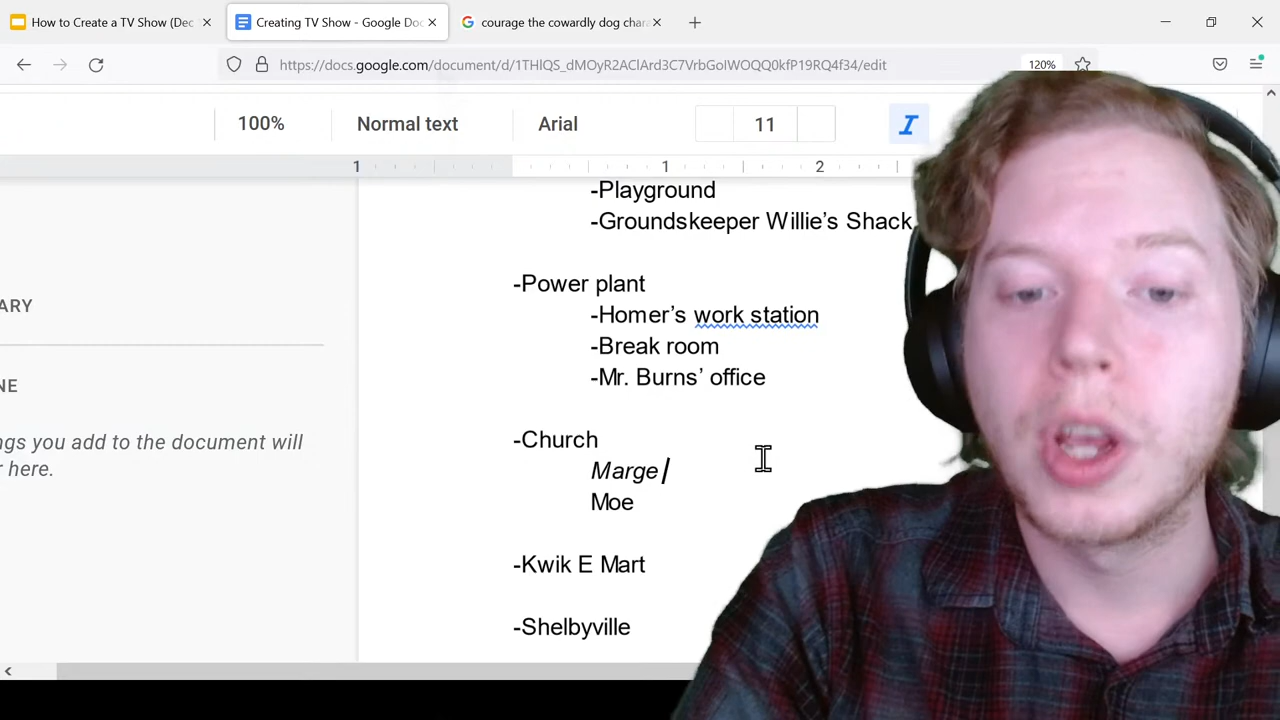 How to Create a TV Show (Dec
Creating TV Show - Google Doc
courage the cowardly dog char
https://docs.google.com/document/d/1THlQS_dMOyR2AClArd3C7VrbGoIWOQQ0kfP19RQ4f34/edit
120%
100%
Normal text
Arial
11
I
1
1
2
-Playground
-Groundskeeper Willie’s Shack
-Power plant
ARY
-Homer’s work station
-Break room
-Mr. Burns’ office
NE
ngs you add to the document will
r here.
-Church
Marge
Moe
-Kwik E Mart
-Shelbyville